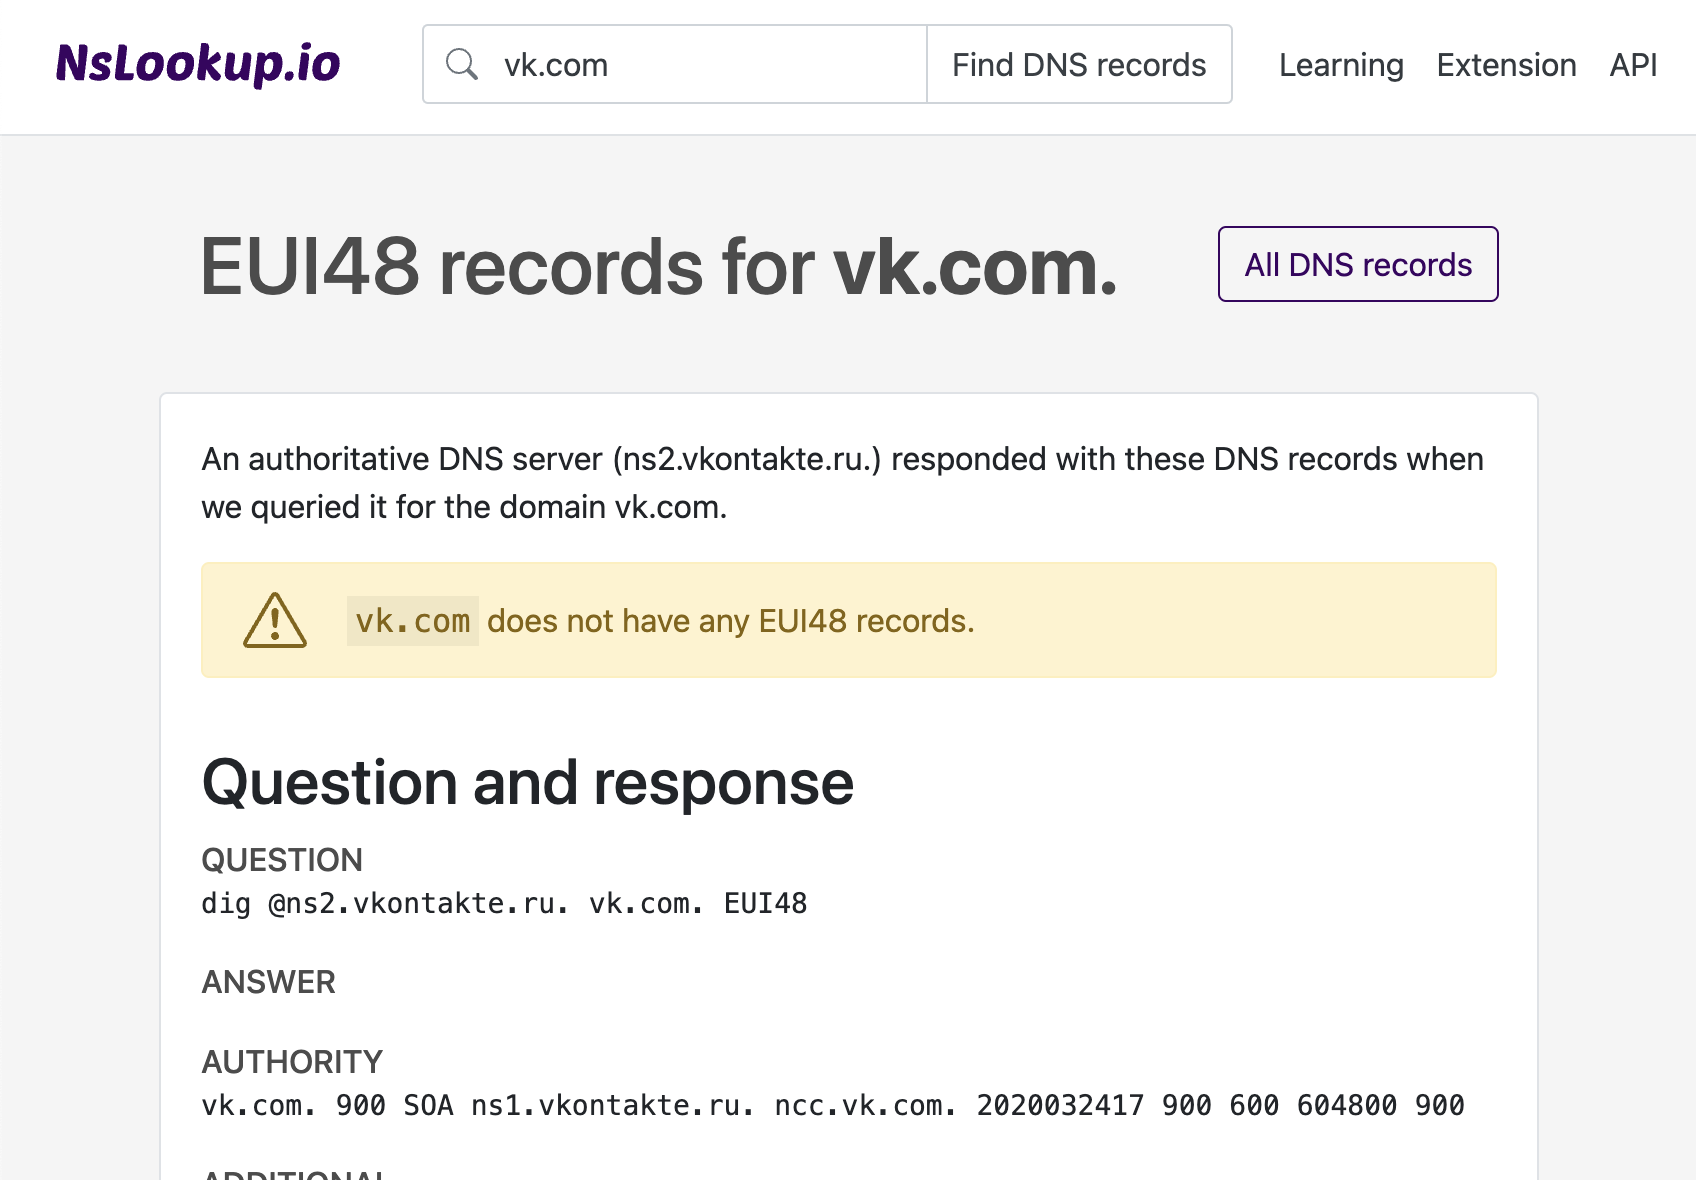 NsLookup.io
vk.com
Find DNS records
Learning
Extension
API
EUI48 records for vk.com.
All DNS records
An authoritative DNS server (ns2.vkontakte.ru.) responded with these DNS records when
we queried it for the domain vk.com.
vk.com does not have any EUI48 records.
Question and response
QUESTION
dig @ns2.vkontakte.ru. vk.com. EUI48
ANSWER
AUTHORITY
vk.com. 900 SOA ns1.vkontakte.ru. ncc.vk.com. 2020032417 900 600 604800 900
ADDITIONAL